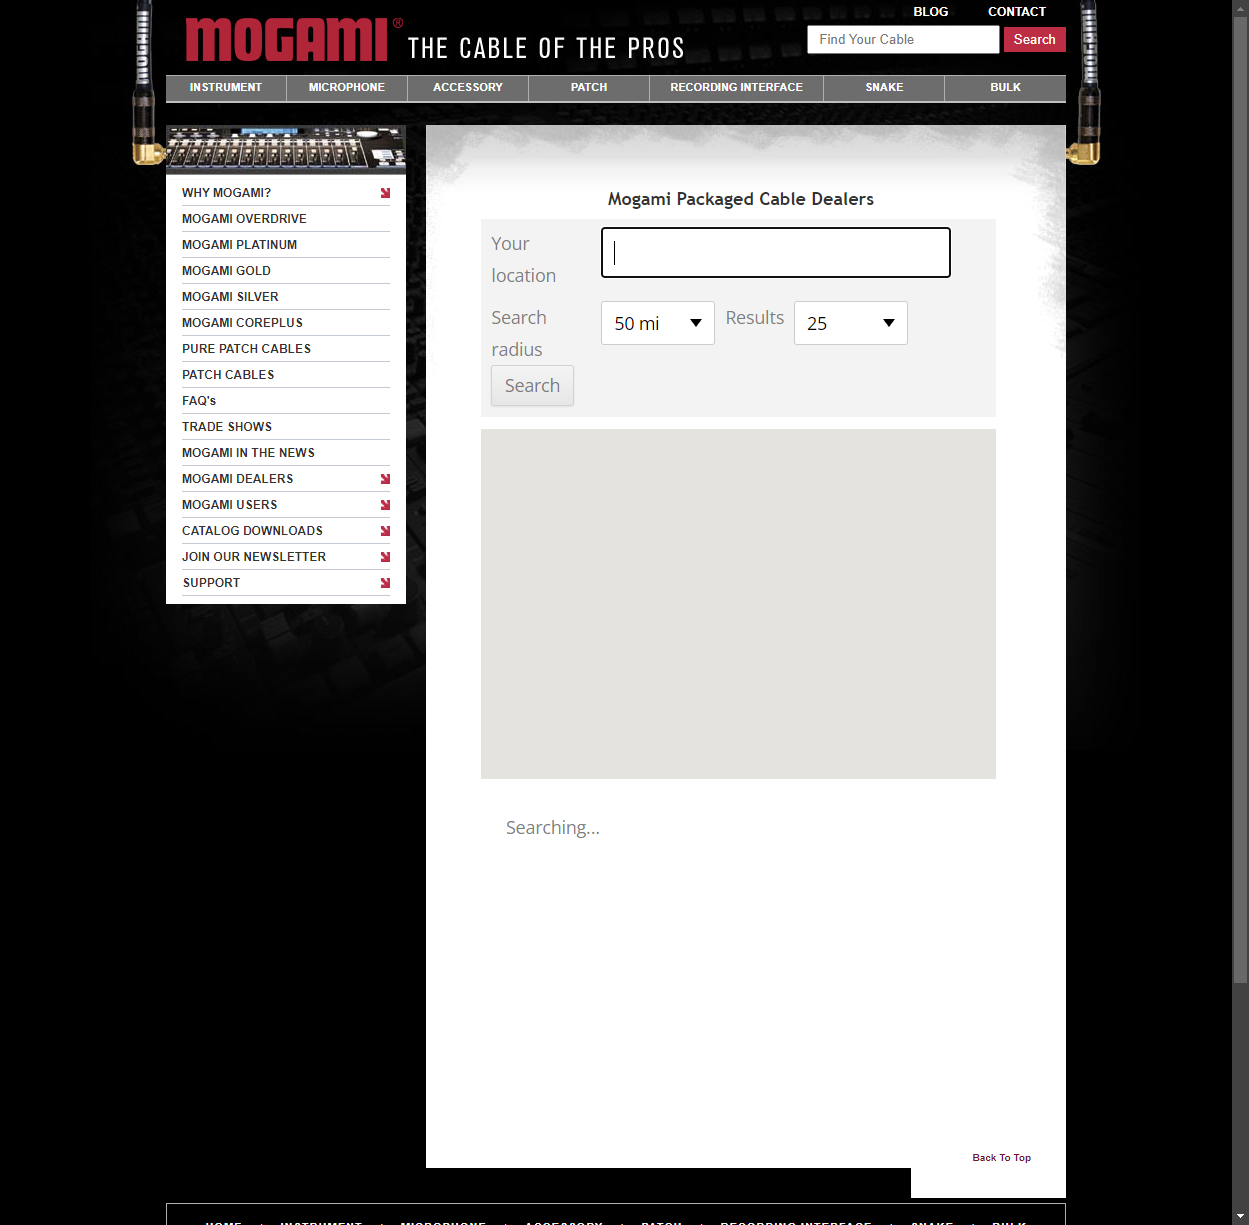 BLOG CONTACT
MOGAMI® THE CABLE OF THE PROS
Find Your Cable Search
INSTRUMENT MICROPHONE ACCESSORY PATCH RECORDING INTERFACE SNAKE BULK
WHY MOGAMI?
MOGAMI OVERDRIVE
MOGAMI PLATINUM
MOGAMI GOLD
MOGAMI SILVER
MOGAMI COREPLUS
PURE PATCH CABLES
PATCH CABLES
FAQ's
TRADE SHOWS
MOGAMI IN THE NEWS
MOGAMI DEALERS
MOGAMI USERS
CATALOG DOWNLOADS
JOIN OUR NEWSLETTER
SUPPORT
Mogami Packaged Cable Dealers
Your
location
Search
radius
50 mi Results 25
Search
Searching...
Back To Top
HOME INSTRUMENT MICROPHONE ACCESSORY PATCH RECORDING INTERFACE SNAKE BULK